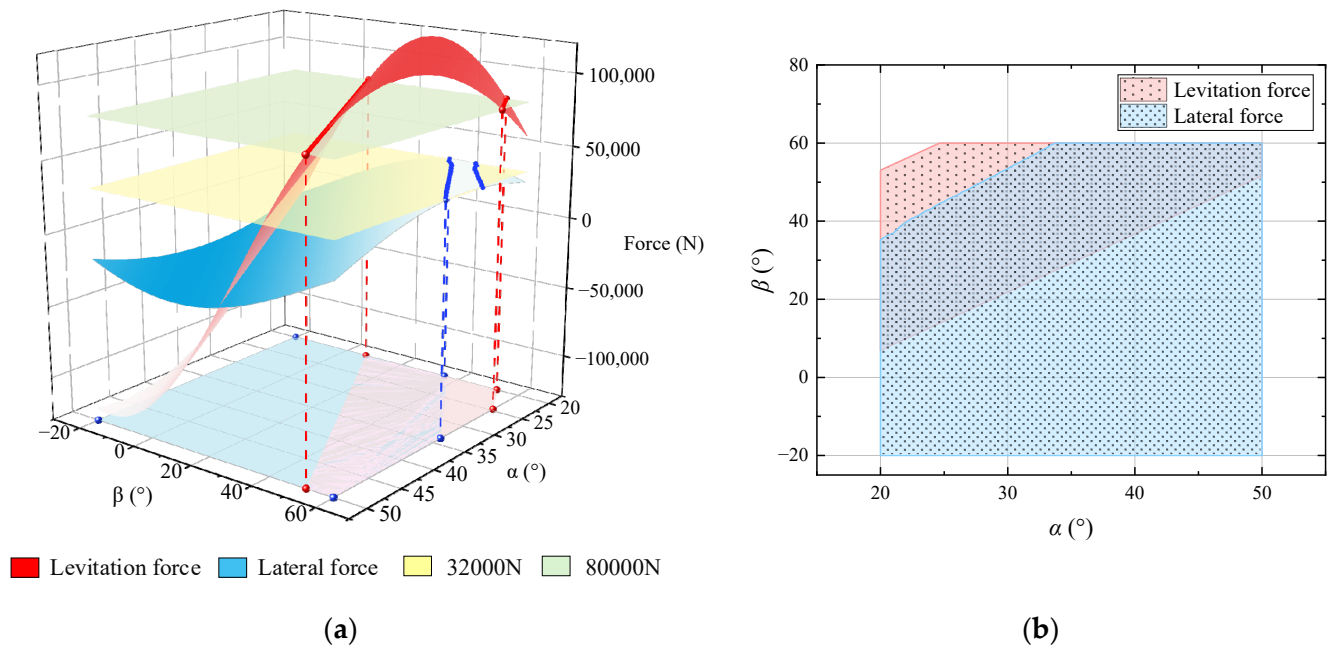 100,000
50,000
0
Force (N)
−50,000
−100,000
−20
0
20
40
60
β (°)
20
25
30
35
40
45
50
α (°)
Levitation force
Lateral force
32000N
80000N
(a)
80
60
40
20
0
−20
β (°)
20
30
40
50
α (°)
Levitation force
Lateral force
(b)